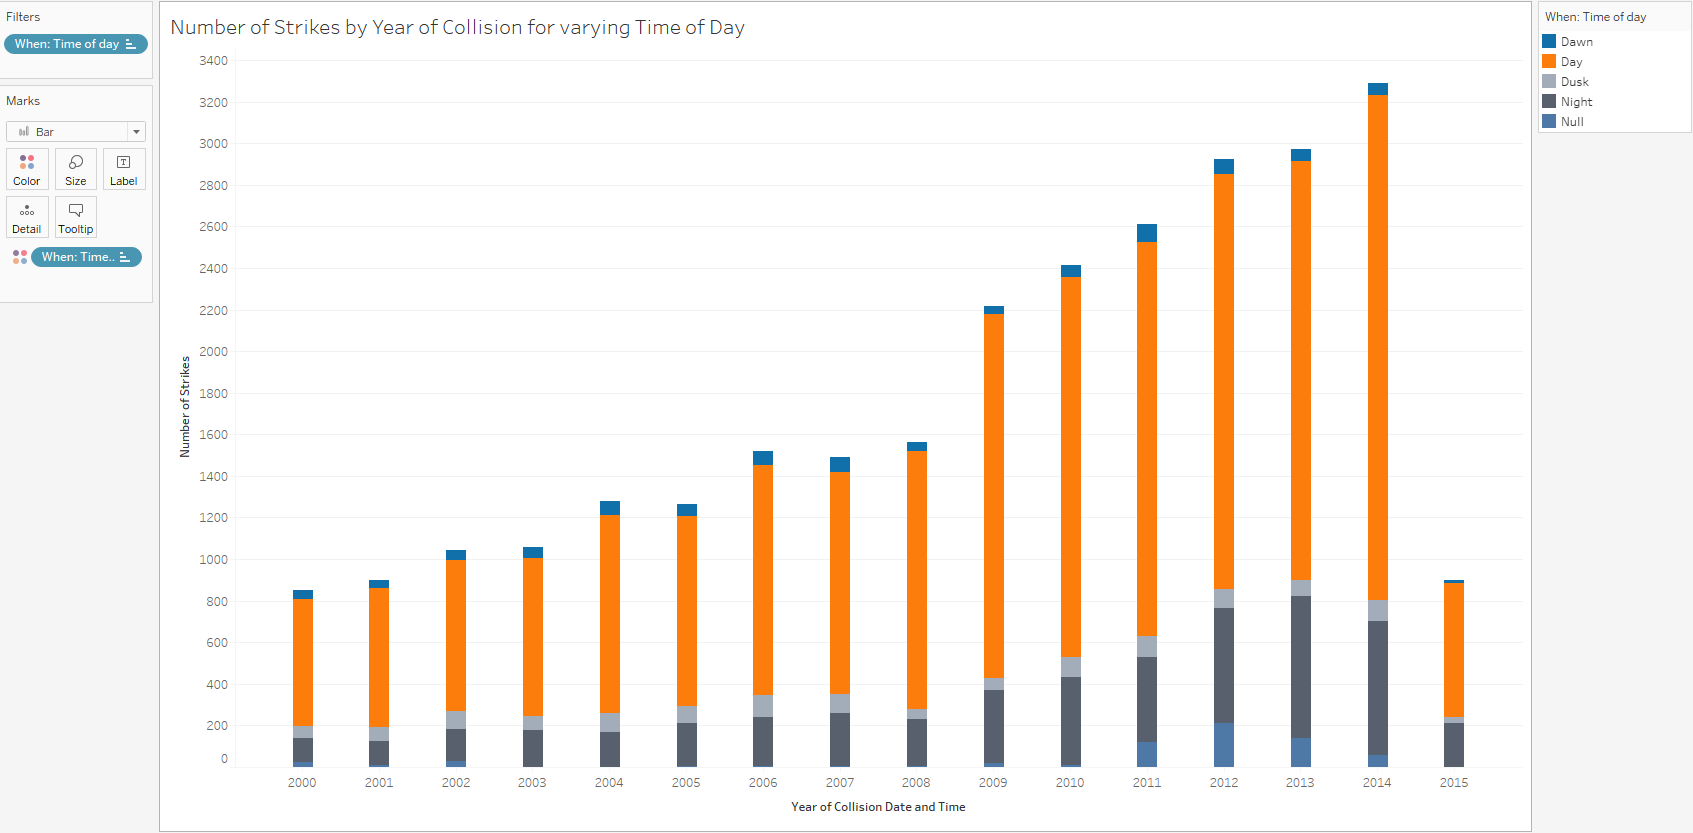 Filters
When: Time of day
Marks
Bar
Color
Size
Label
Detail
Tooltip
When: Time..
Number of Strikes by Year of Collision for varying Time of Day
3400
3200
3000
2800
2600
2400
2200
2000
1800
1600
1400
1200
1000
800
600
400
200
0
Number of Strikes
2000 2001 2002 2003 2004 2005 2006 2007 2008 2009 2010 2011 2012 2013 2014 2015
Year of Collision Date and Time
When: Time of day
Dawn
Day
Dusk
Night
Null